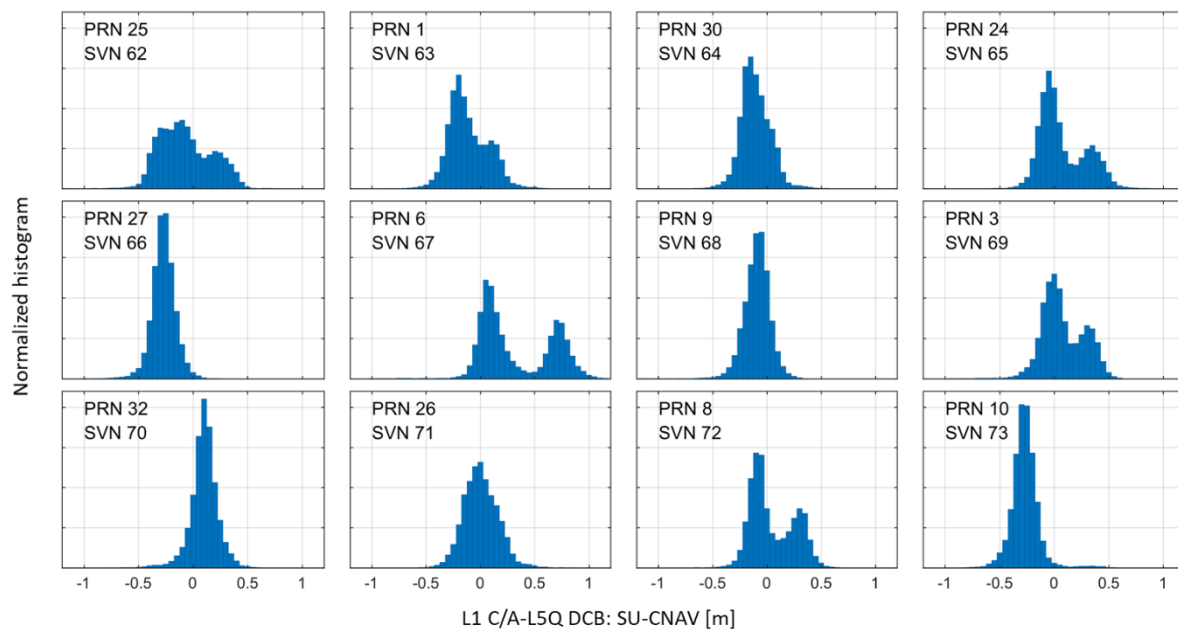 PRN 25
SVN 62
PRN 1
SVN 63
PRN 30
SVN 64
PRN 24
SVN 65
PRN 27
SVN 66
PRN 6
SVN 67
PRN 9
SVN 68
PRN 3
SVN 69
PRN 32
SVN 70
PRN 26
SVN 71
PRN 8
SVN 72
PRN 10
SVN 73
Normalized histogram
-1 -0.5 0 0.5 1
-1 -0.5 0 0.5 1
-1 -0.5 0 0.5 1
-1 -0.5 0 0.5 1
L1 C/A-L5Q DCB: SU-CNAV [m]